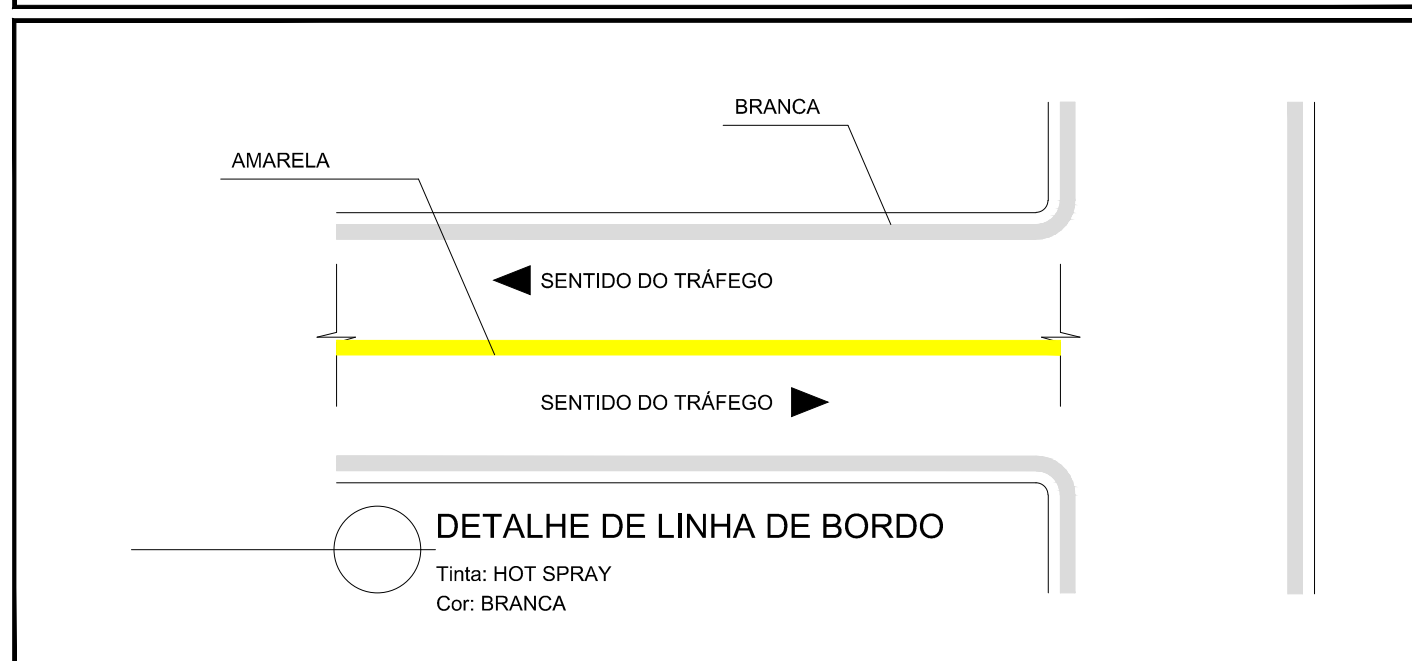 BRANCA
AMARELA
SENTIDO DO TRÁFEGO
SENTIDO DO TRÁFEGO
DETALHE DE LINHA DE BORDO
Tinta: HOT SPRAY
Cor: BRANCA